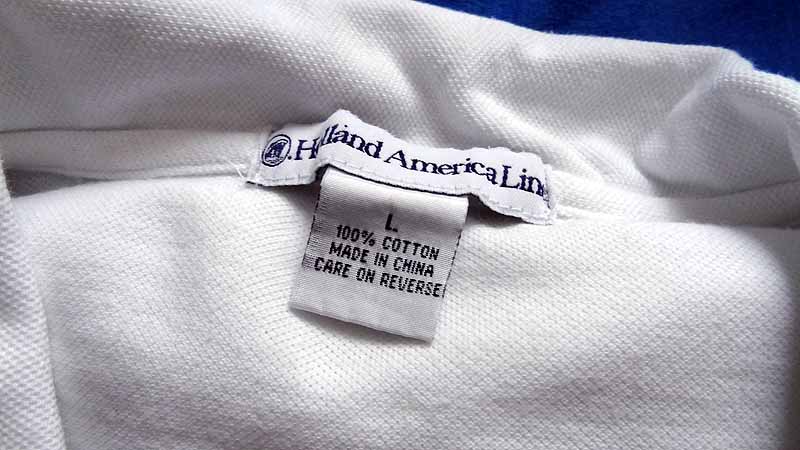 Holland America Line
L
100% COTTON
MADE IN CHINA
CARE ON REVERSE